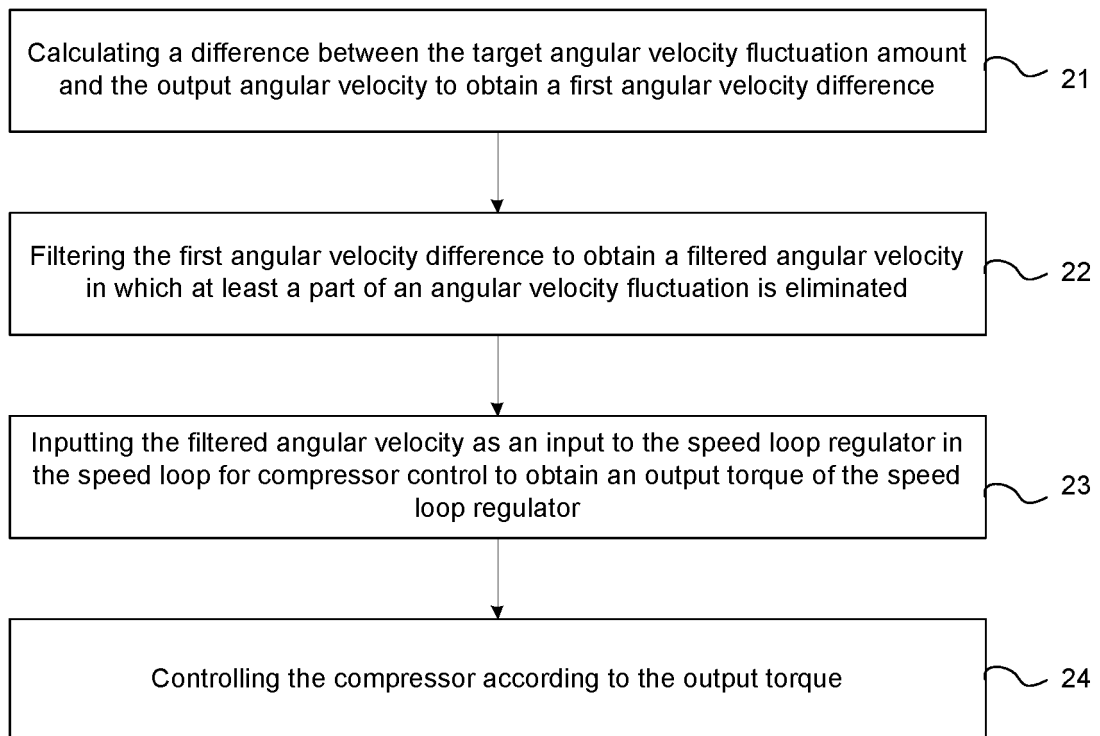 Calculating a difference between the target angular velocity fluctuation amount
and the output angular velocity to obtain a first angular velocity difference
21
Filtering the first angular velocity difference to obtain a filtered angular velocity
in which at least a part of an angular velocity fluctuation is eliminated
22
Inputting the filtered angular velocity as an input to the speed loop regulator in
the speed loop for compressor control to obtain an output torque of the speed
loop regulator
23
Controlling the compressor according to the output torque
24